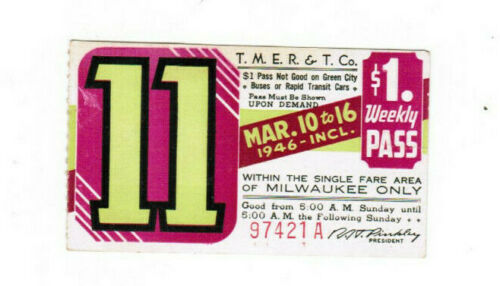 11
T. M. E. R. & T. Co.
$1 Pass Not Good on Green City
• Buses or Rapid Transit Cars •
Pass Must Be Shown
UPON DEMAND
$1.
Weekly
PASS
MAR. 10 to 16
1946-INCL.
WITHIN THE SINGLE FARE AREA
OF MILWAUKEE ONLY
Good from 5:00 A.M. Sunday until
5:00 A.M. the Following Sunday • •
97421 A
PRESIDENT